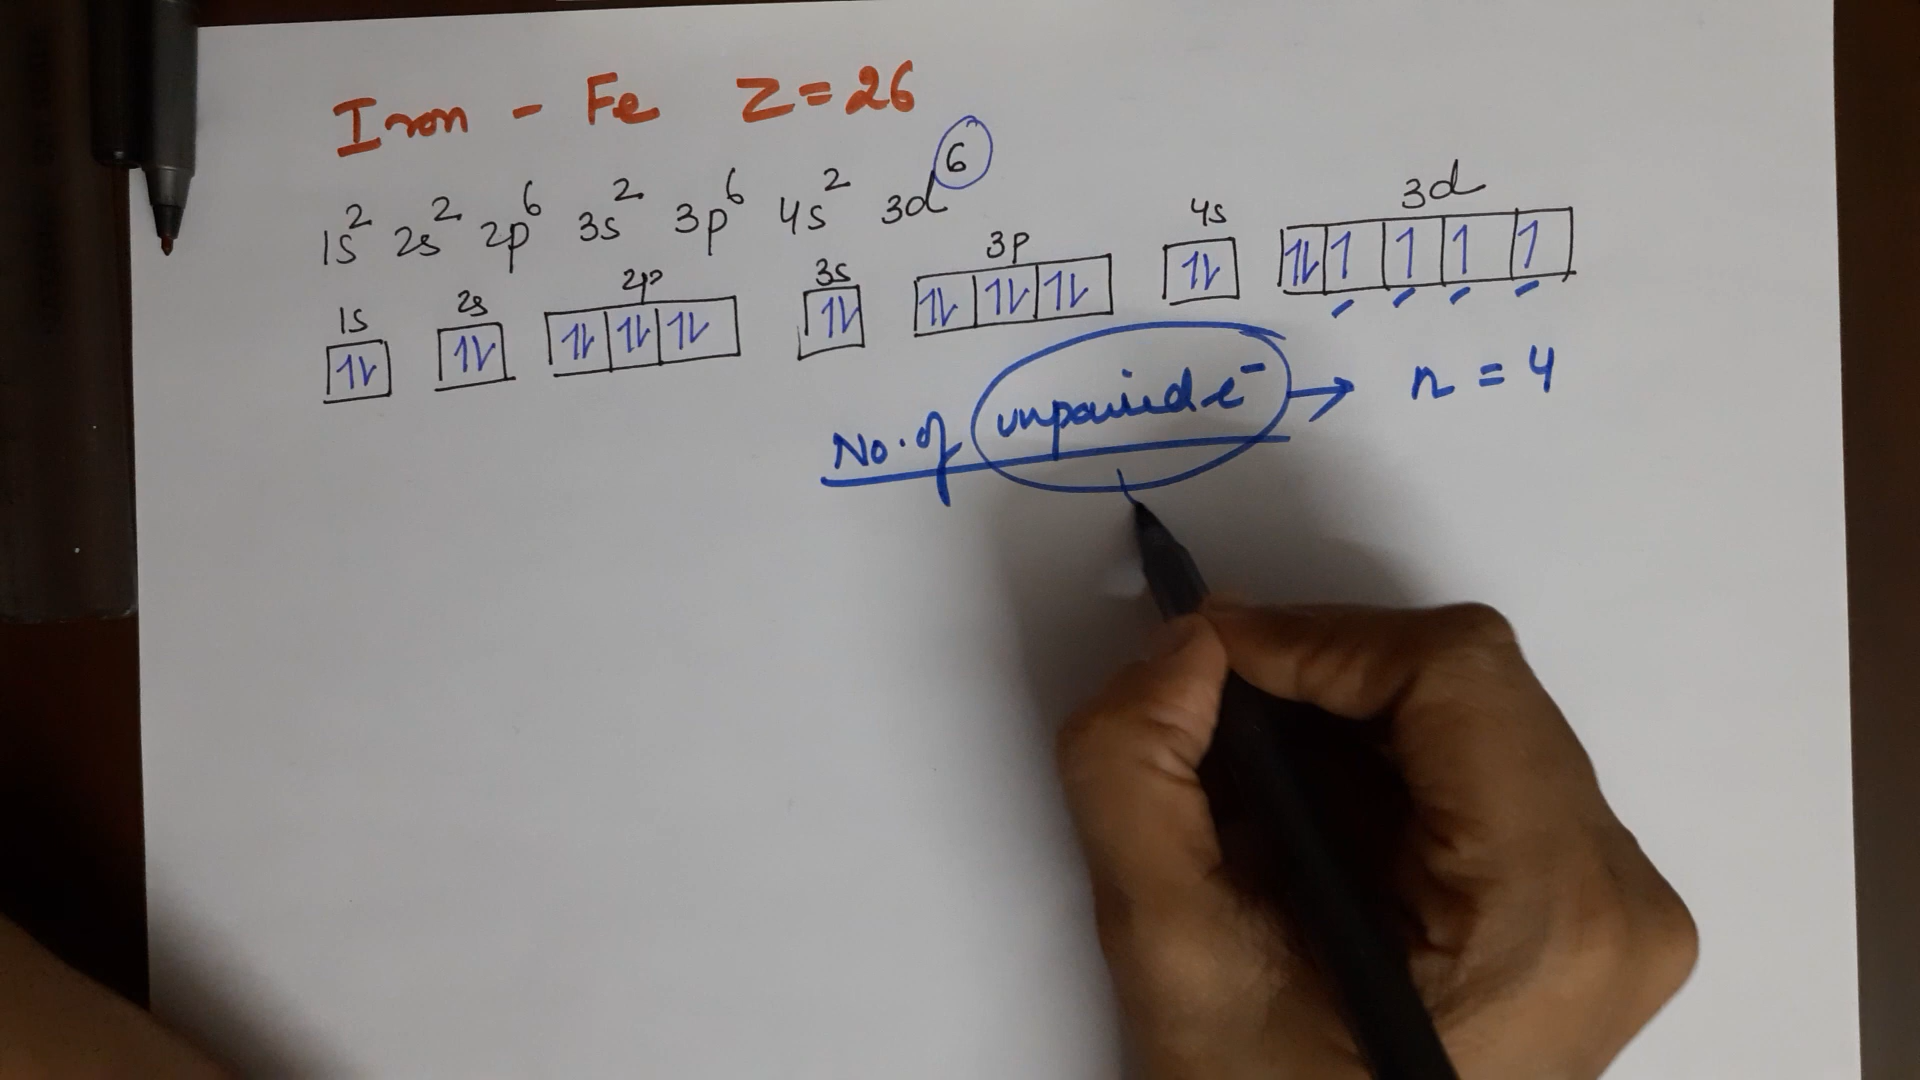 Iron - Fe Z = 26
1s² 2s² 2p⁶ 3s² 3p⁶ 4s² 3d⁶
1s 2s 2p 3s 3p 4s 3d
↿⇂ ↿⇂ ↿⇂ ↿⇂ ↿⇂ ↿⇂ ↿⇂ ↿⇂ ↿⇂ ↿⇂ ↿⇂ ↿ ↿ ↿ ↿
No. of unpaired e⁻ → n = 4